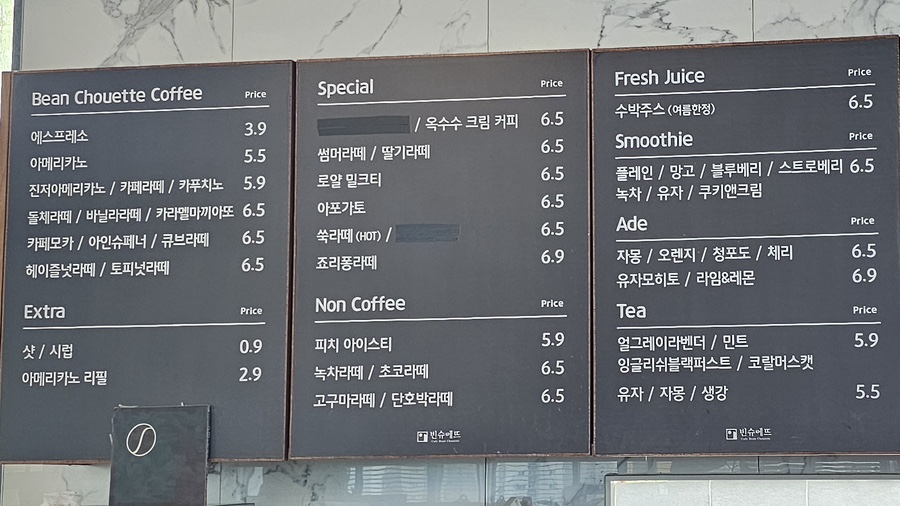 Bean Chouette Coffee Price
에스프레소 3.9
아메리카노 5.5
진저아메리카노 / 카페라떼 / 카푸치노 5.9
돌체라떼 / 바닐라라떼 / 카라멜마끼아또 6.5
카페모카 / 아인슈페너 / 큐브라떼 6.5
헤이즐넛라떼 / 토피넛라떼 6.5
Extra Price
샷 / 시럽 0.9
아메리카노 리필 2.9
Special Price
/ 옥수수 크림 커피 6.5
썸머라떼 / 딸기라떼 6.5
로얄 밀크티 6.5
아포가토 6.5
쑥라떼 (HOT) / 6.5
죠리퐁라떼 6.9
Non Coffee Price
피치 아이스티 5.9
녹차라떼 / 초코라떼 6.5
고구마라떼 / 단호박라떼 6.5
빈슈에뜨
Fresh Juice Price
수박주스 (여름한정) 6.5
Smoothie Price
플레인 / 망고 / 블루베리 / 스트로베리 6.5
녹차 / 유자 / 쿠키앤크림
Ade Price
자몽 / 오렌지 / 청포도 / 체리 6.5
유자모히토 / 라임&레몬 6.9
Tea Price
얼그레이라벤더 / 민트 5.9
잉글리쉬블랙퍼스트 / 코랄머스캣
유자 / 자몽 / 생강 5.5
빈슈에뜨